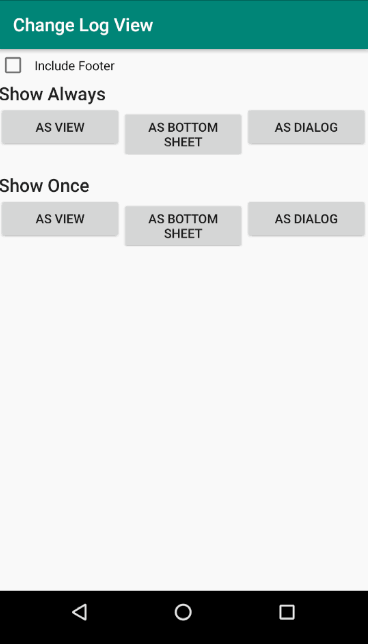 Change Log View
Include Footer
Show Always
AS VIEW
AS BOTTOM
SHEET
AS DIALOG
Show Once
AS VIEW
AS BOTTOM
SHEET
AS DIALOG